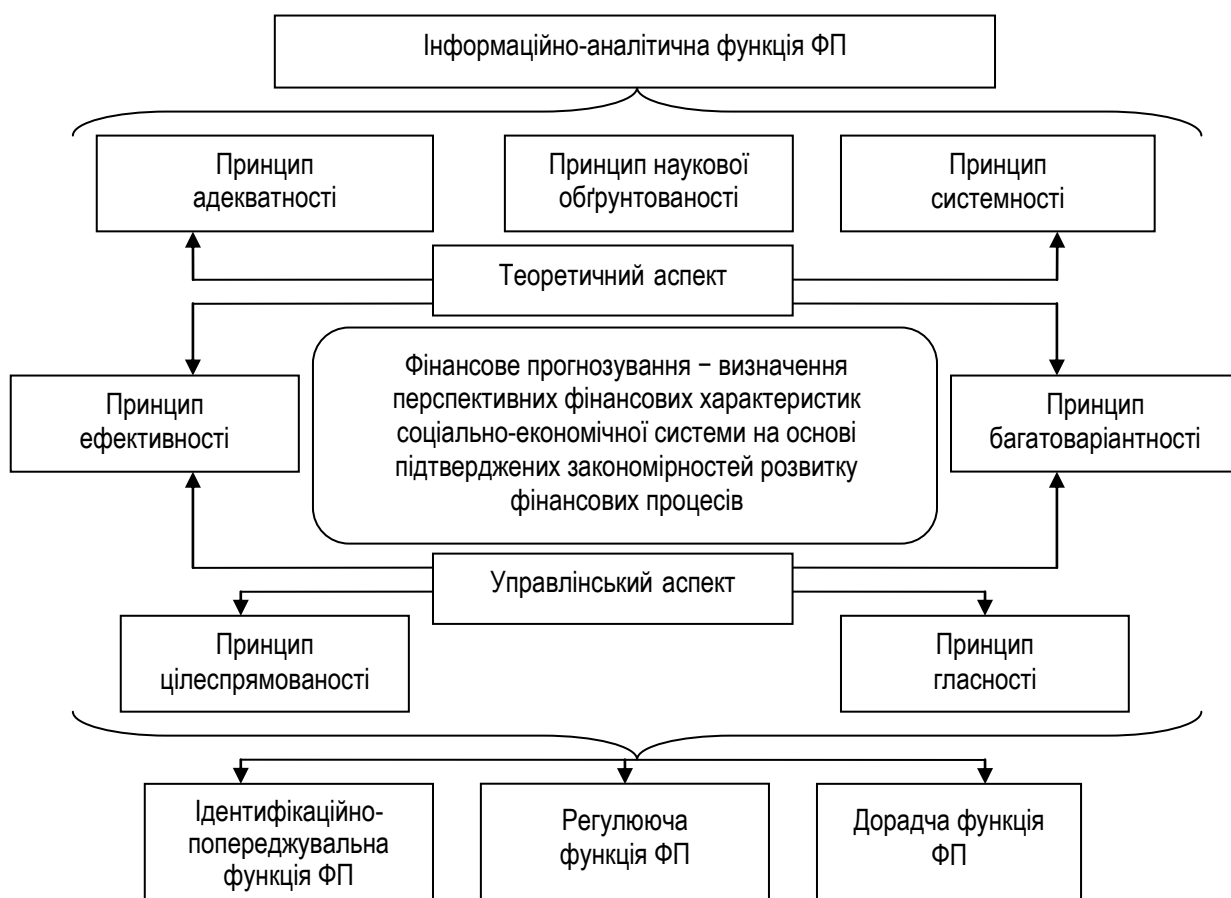 Інформаційно-аналітична функція ФП
Принцип
адекватності
Принцип наукової
обґрунтованості
Принцип
системності
Теоретичний аспект
Фінансове прогнозування − визначення
перспективних фінансових характеристик
соціально-економічної системи на основі
підтверджених закономірностей розвитку
фінансових процесів
Принцип
ефективності
Принцип
багатоваріантності
Управлінський аспект
Принцип
цілеспрямованості
Принцип
гласності
Ідентифікаційно-
попереджувальна
функція ФП
Регулююча
функція ФП
Дорадча функція
ФП